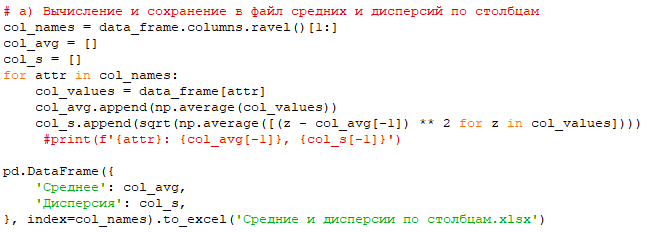 # а) Вычисление и сохранение в файл средних и дисперсий по столбцам
col_names = data_frame.columns.ravel()[1:]
col_avg = []
col_s = []
for attr in col_names:
    col_values = data_frame[attr]
    col_avg.append(np.average(col_values))
    col_s.append(sqrt(np.average([(z - col_avg[-1]) ** 2 for z in col_values])))
     #print(f'{attr}: {col_avg[-1]}, {col_s[-1]}')

pd.DataFrame({
    'Среднее': col_avg,
    'Дисперсия': col_s,
}, index=col_names).to_excel('Средние и дисперсии по столбцам.xlsx')